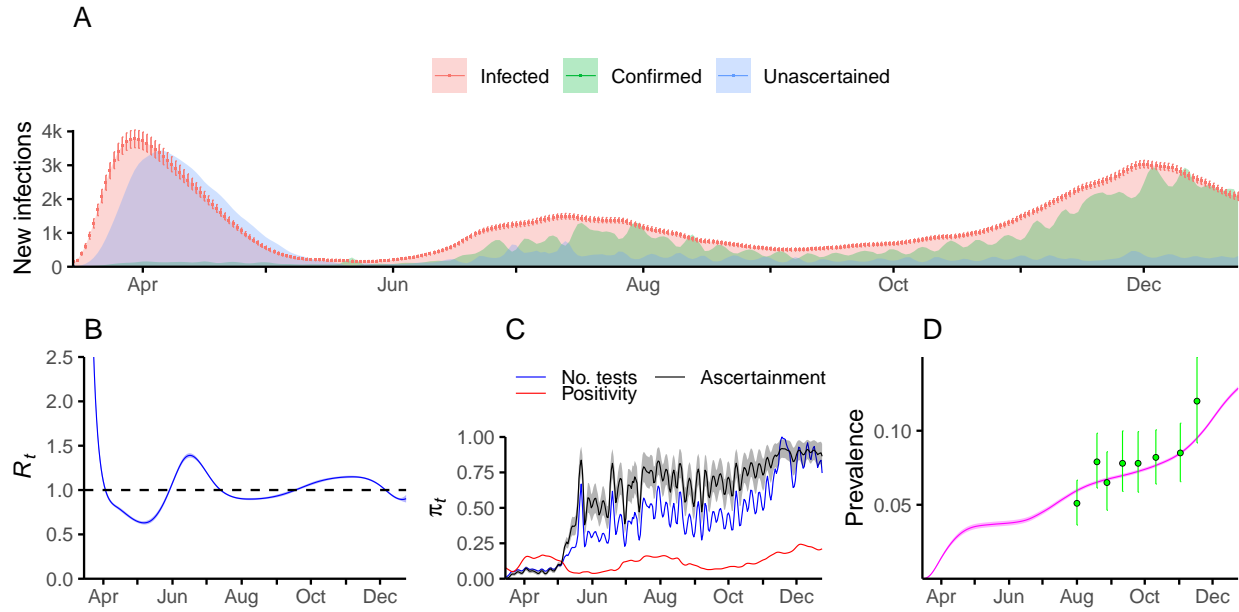 A
Infected Confirmed Unascertained
New infections
4k
3k
2k
1k
0
Apr Jun Aug Oct Dec
B
R_t
2.5
2.0
1.5
1.0
0.5
0.0
Apr Jun Aug Oct Dec
C
No. tests Ascertainment
Positivity
π_t
1.00
0.75
0.50
0.25
0.00
Apr Jun Aug Oct Dec
D
Prevalence
0.10
0.05
Apr Jun Aug Oct Dec